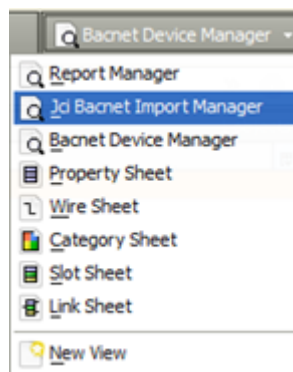 Bacnet Device Manager
Report Manager
Jci Bacnet Import Manager
Bacnet Device Manager
Property Sheet
Wire Sheet
Category Sheet
Slot Sheet
Link Sheet
New View